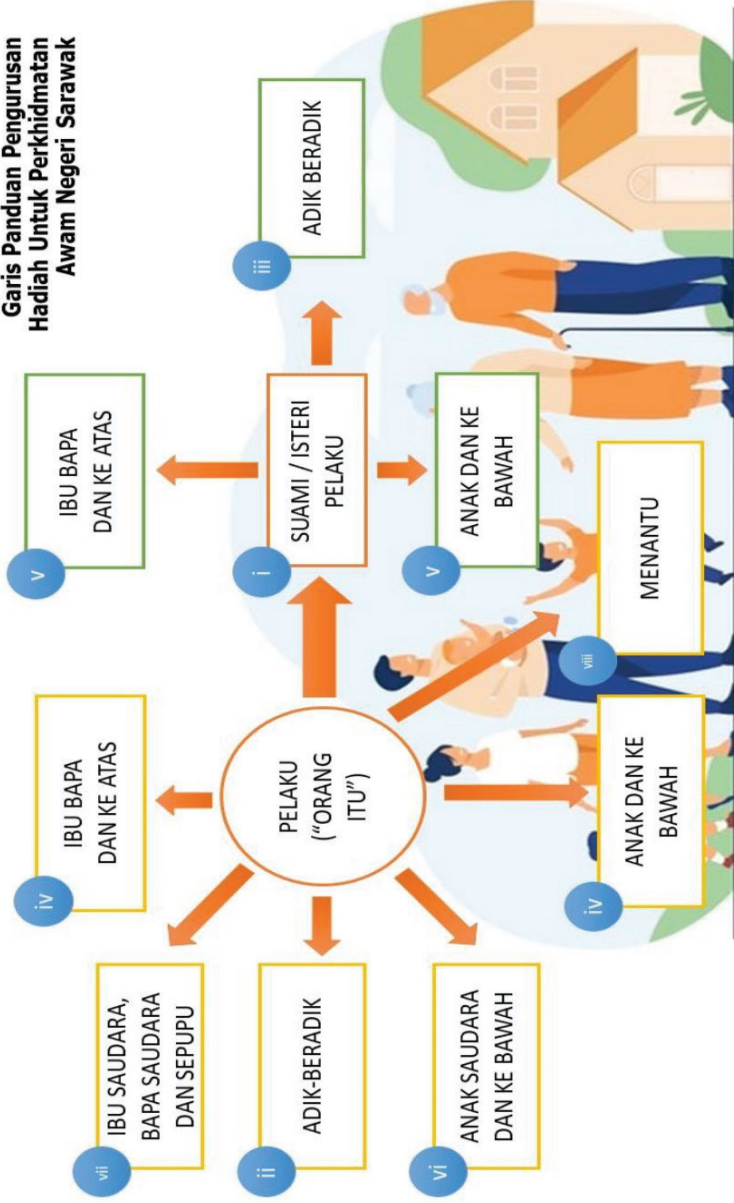 Garis Panduan Pengurusan
Hadiah Untuk Perkhidmatan
Awam Negeri Sarawak
vii
IBU SAUDARA,
BAPA SAUDARA
DAN SEPUPU
iv
IBU BAPA
DAN KE ATAS
v
IBU BAPA
DAN KE ATAS
ii
ADIK-BERADIK
PELAKU
(“ORANG
ITU”)
i
SUAMI / ISTERI
PELAKU
iii
ADIK BERADIK
vi
ANAK SAUDARA
DAN KE BAWAH
v
ANAK DAN KE
BAWAH
iv
ANAK DAN KE
BAWAH
viii
MENANTU